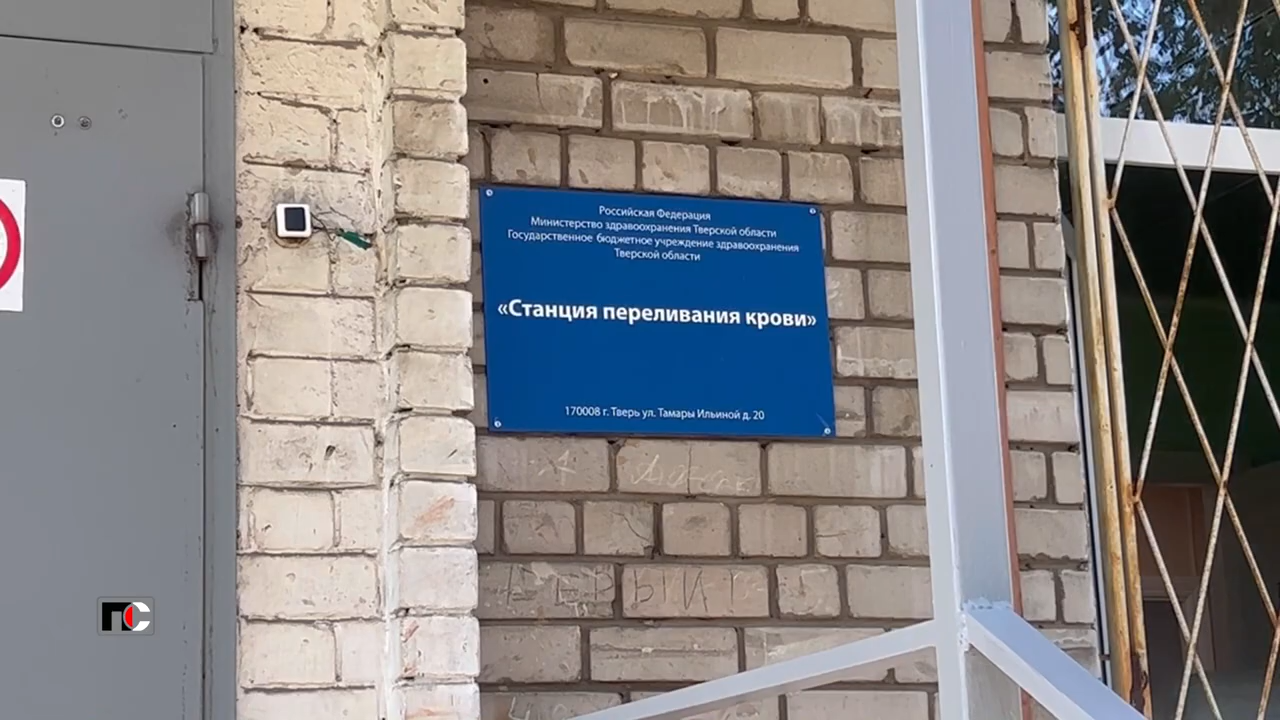 Российская Федерация
Министерство здравоохранения Тверской области
Государственное бюджетное учреждение здравоохранения
Тверской области
«Станция переливания крови»
170008 г. Тверь ул. Тамары Ильиной д. 20
ПС